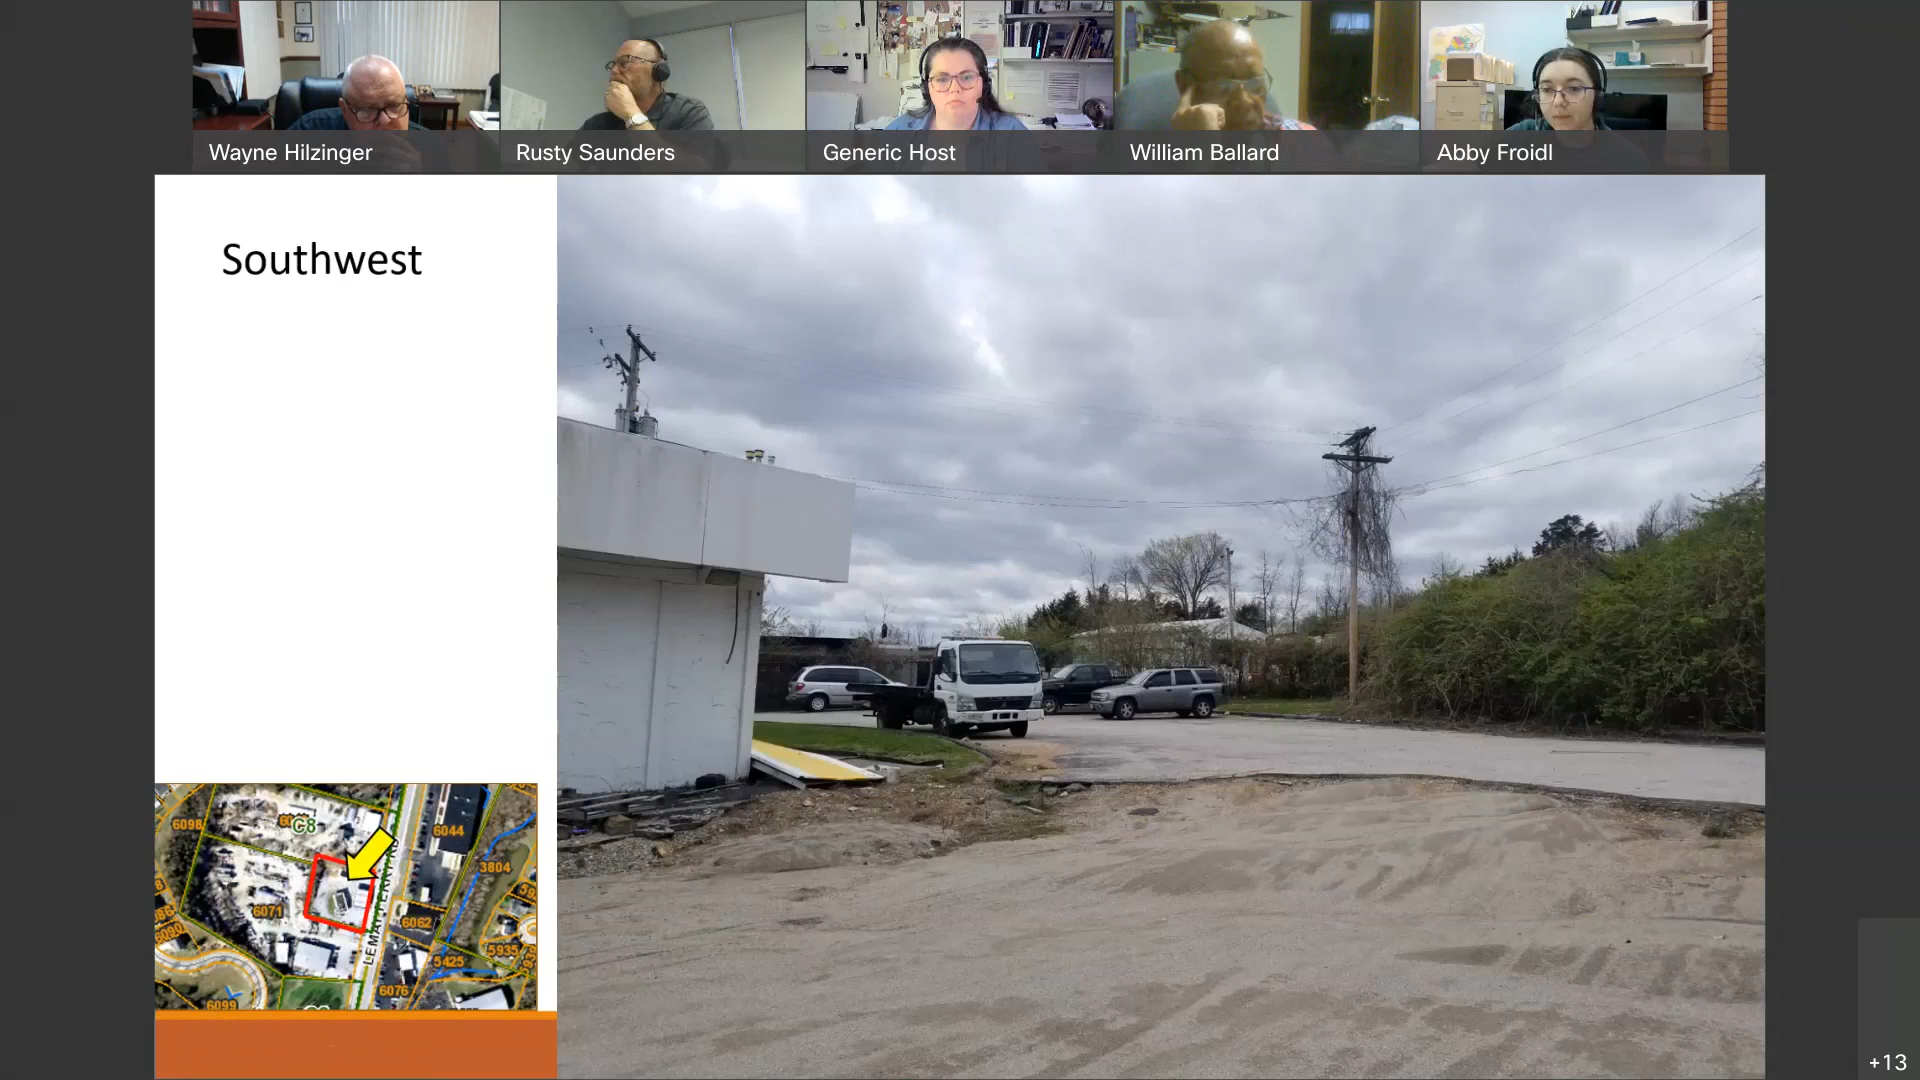 Wayne Hilzinger
Rusty Saunders
Generic Host
William Ballard
Abby Froidl
Southwest
6098
C8
6044
3804
6071
6062
5935
5425
6090
6076
6099
+13